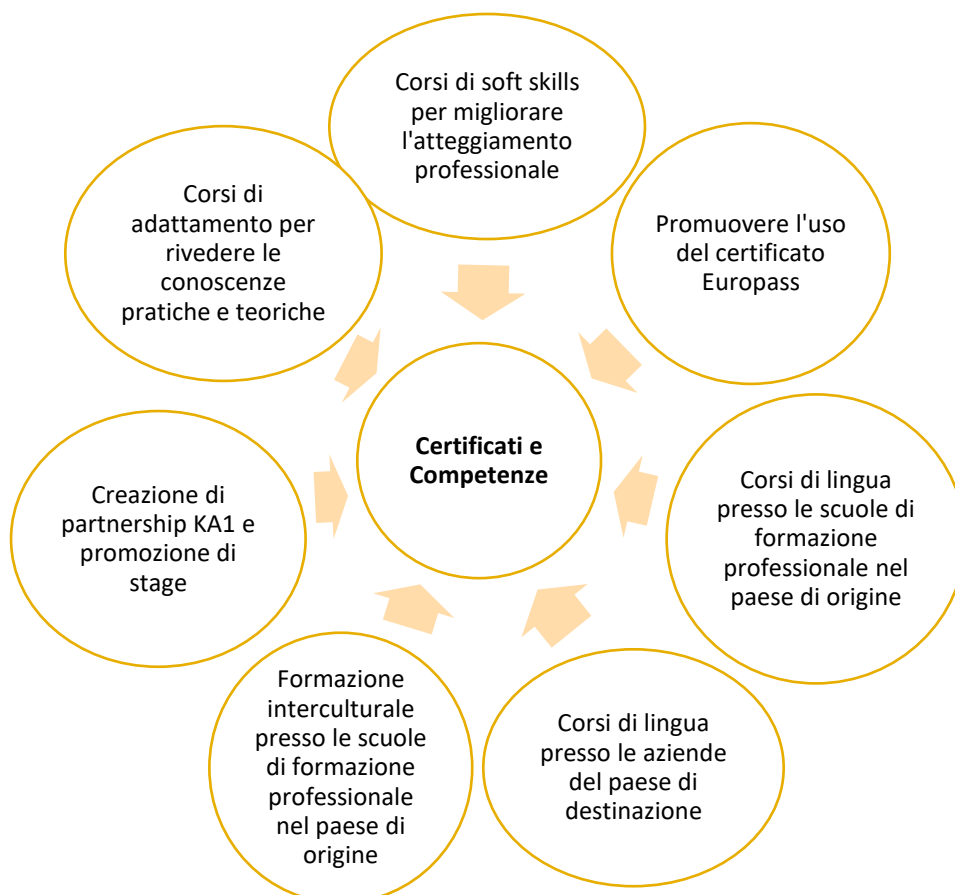 Corsi di soft skills
per migliorare
l'atteggiamento
professionale
Promuovere l'uso
del certificato
Europass
Corsi di lingua
presso le scuole di
formazione
professionale nel
paese di origine
Corsi di lingua
presso le aziende
del paese di
destinazione
Formazione
interculturale
presso le scuole
di formazione
professionale
nel paese di
origine
Creazione di
partnership KA1 e
promozione di
stage
Corsi di
adattamento per
rivedere le
conoscenze
pratiche e teoriche
Certificati e
Competenze